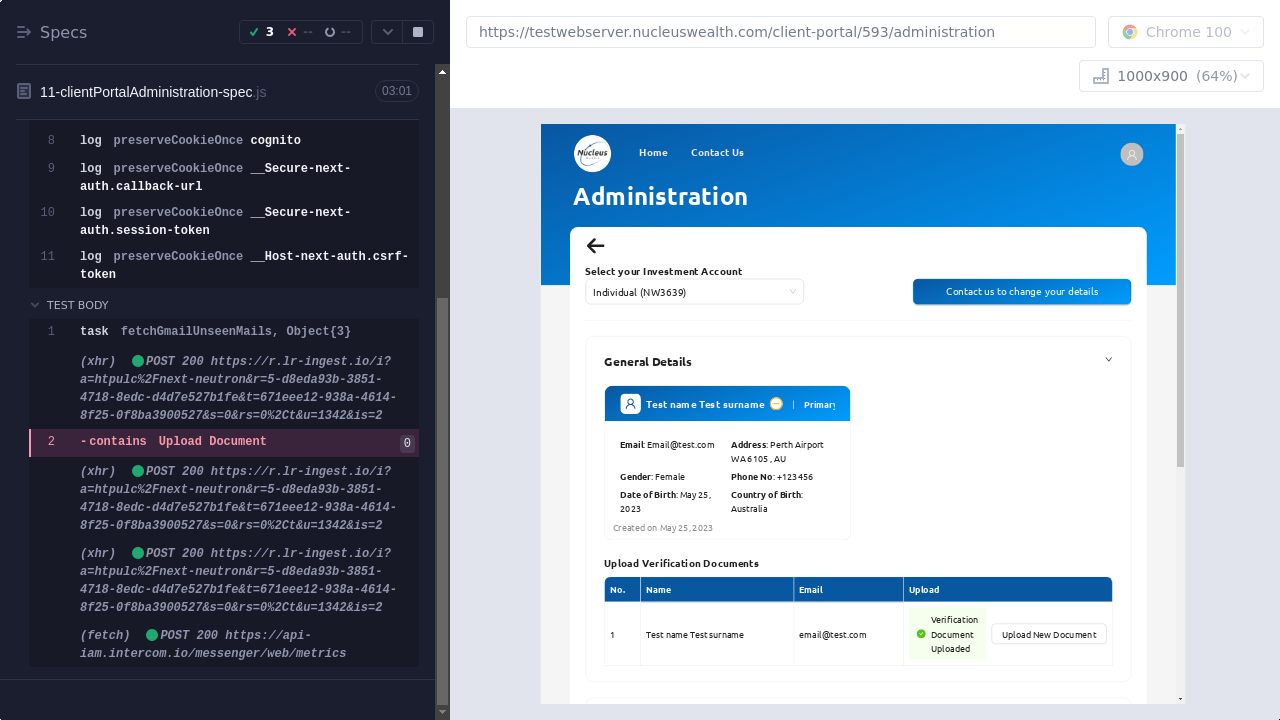 Specs
3
--
--
11-clientPortalAdministration-spec.js
03:01
8 log preserveCookieOnce cognito
9 log preserveCookieOnce __Secure-next-
auth.callback-url
10 log preserveCookieOnce __Secure-next-
auth.session-token
11 log preserveCookieOnce __Host-next-auth.csrf-
token
TEST BODY
1 task fetchGmailUnseenMails, Object{3}
(xhr) POST 200 https://r.lr-ingest.io/i?
a=htpulc%2Fnext-neutron&r=5-d8eda93b-3851-
4718-8edc-d4d7e527b1fe&t=671eee12-938a-4614-
8f25-0f8ba3900527&s=0&rs=0%2Ct&u=1342&is=2
2 -contains Upload Document 0
(xhr) POST 200 https://r.lr-ingest.io/i?
a=htpulc%2Fnext-neutron&r=5-d8eda93b-3851-
4718-8edc-d4d7e527b1fe&t=671eee12-938a-4614-
8f25-0f8ba3900527&s=0&rs=0%2Ct&u=1342&is=2
(xhr) POST 200 https://r.lr-ingest.io/i?
a=htpulc%2Fnext-neutron&r=5-d8eda93b-3851-
4718-8edc-d4d7e527b1fe&t=671eee12-938a-4614-
8f25-0f8ba3900527&s=0&rs=0%2Ct&u=1342&is=2
(fetch) POST 200 https://api-
iam.intercom.io/messenger/web/metrics
https://testwebserver.nucleuswealth.com/client-portal/593/administration
Chrome 100
1000x900 (64%)
Nucleus
Home
Contact Us
Administration
Select your Investment Account
Individual (NW3639)
Contact us to change your details
General Details
Test name Test surname | Primary
Email: Email@test.com
Address: Perth Airport
WA 6105 , AU
Gender: Female
Phone No: +123456
Date of Birth: May 25,
2023
Country of Birth:
Australia
Created on May 25, 2023
Upload Verification Documents
No. Name Email Upload
1 Test name Test surname email@test.com
Verification
Document
Uploaded
Upload New Document